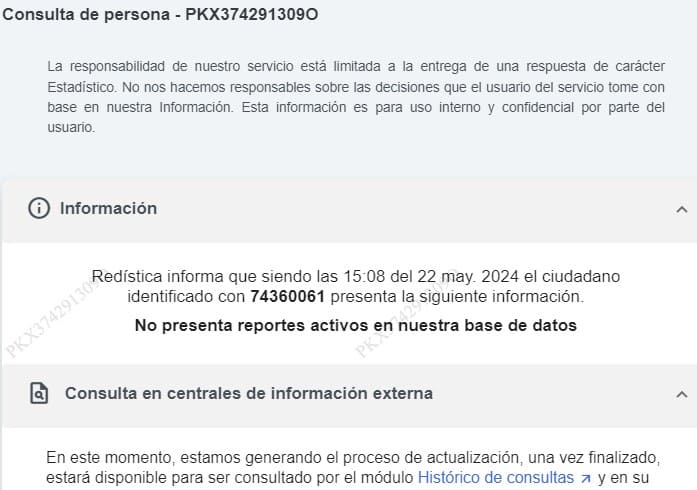 Consulta de persona - PKX374291309O
La responsabilidad de nuestro servicio está limitada a la entrega de una respuesta de carácter
Estadístico. No nos hacemos responsables sobre las decisiones que el usuario del servicio tome con
base en nuestra Información. Esta información es para uso interno y confidencial por parte del
usuario.
Información
Redística informa que siendo las 15:08 del 22 may. 2024 el ciudadano
identificado con 74360061 presenta la siguiente información.
No presenta reportes activos en nuestra base de datos
PKX374291309O
PKX374291309O
Consulta en centrales de información externa
En este momento, estamos generando el proceso de actualización, una vez finalizado,
estará disponible para ser consultado por el módulo Histórico de consultas y en su